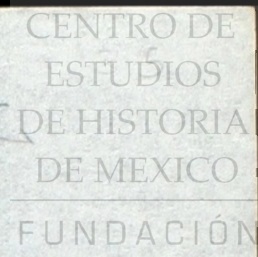 CENTRO DE
ESTUDIOS
DE HISTORIA
DE MEXICO
FUNDACIÓN